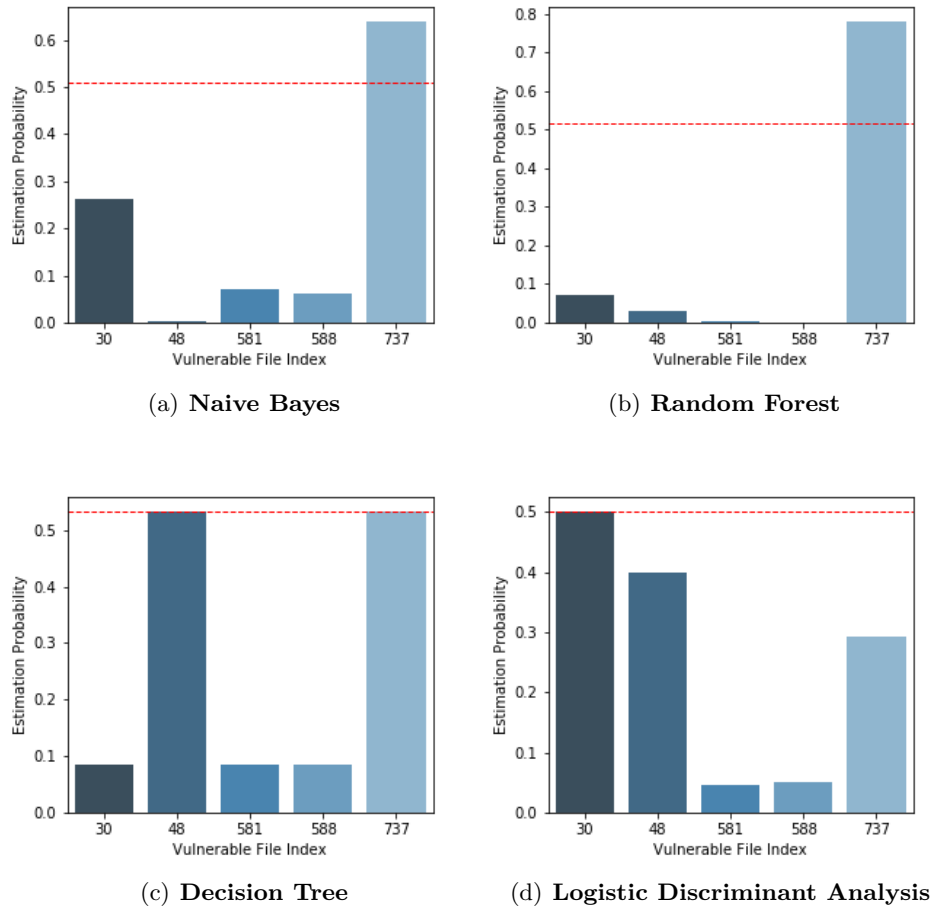 Estimation Probability
0.6
0.5
0.4
0.3
0.2
0.1
0.0
30 48 581 588 737
Vulnerable File Index
(a) Naive Bayes
Estimation Probability
0.8
0.7
0.6
0.5
0.4
0.3
0.2
0.1
0.0
30 48 581 588 737
Vulnerable File Index
(b) Random Forest
Estimation Probability
0.5
0.4
0.3
0.2
0.1
0.0
30 48 581 588 737
Vulnerable File Index
(c) Decision Tree
Estimation Probability
0.5
0.4
0.3
0.2
0.1
0.0
30 48 581 588 737
Vulnerable File Index
(d) Logistic Discriminant Analysis